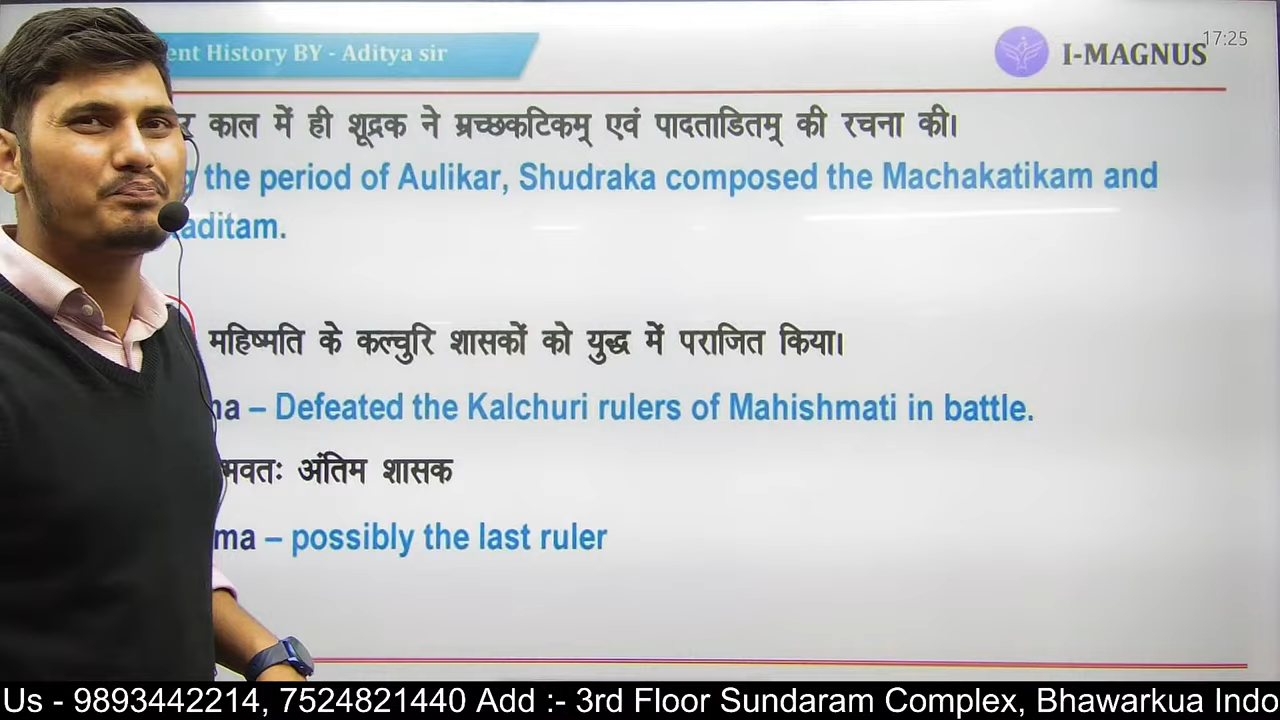 ent History BY - Aditya sir
I-MAGNUS
17:25
काल में ही शूद्रक ने म्रच्छकटिकम् एवं पादताडितम् की रचना की।
g the period of Aulikar, Shudraka composed the Machakatikam and
aditam.
महिष्मति के कल्चुरि शासकों को युद्ध में पराजित किया।
na – Defeated the Kalchuri rulers of Mahishmati in battle.
भवतः अंतिम शासक
ma – possibly the last ruler
Us - 9893442214, 7524821440 Add :- 3rd Floor Sundaram Complex, Bhawarkua Indo